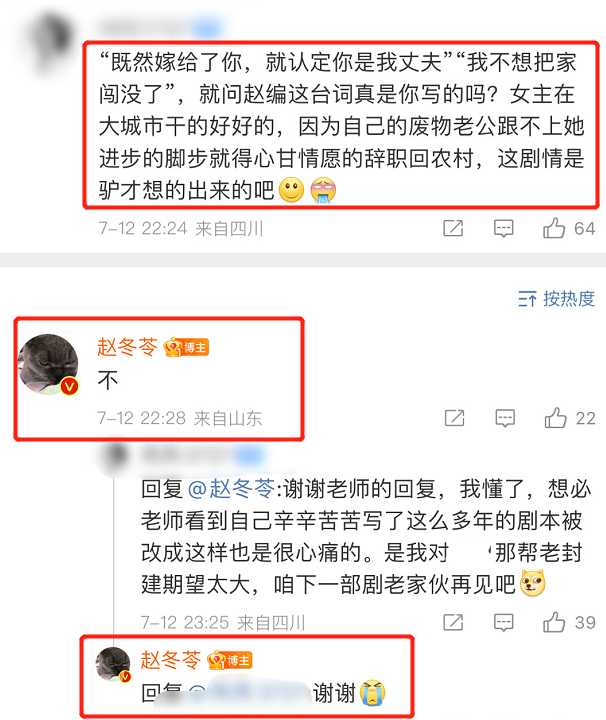 “既然嫁给了你，就认定你是我丈夫”“我不想把家
闯没了”，就问赵编这台词真是你写的吗？女主在
大城市干的好好的，因为自己的废物老公跟不上她
进步的脚步就得心甘情愿的辞职回农村，这剧情是
驴才想的出来的吧
7-12 22:24 来自四川
64
按热度
赵冬苓 博主
不
7-12 22:28 来自山东
22
回复@赵冬苓:谢谢老师的回复，我懂了，想必
老师看到自己辛辛苦苦写了这么多年的剧本被
改成这样也是很心痛的。是我对 那帮老封
建期望太大，咱下一部剧老家伙再见吧
7-12 23:25 来自四川
39
赵冬苓 博主
回复@ 谢谢